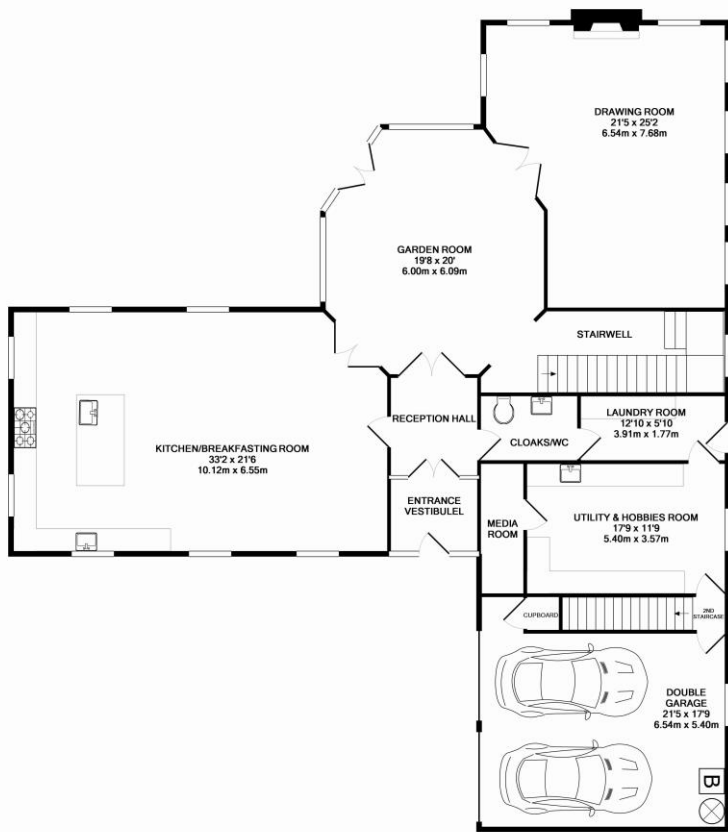 DRAWING ROOM
21'5 x 25'2
6.54m x 7.68m
GARDEN ROOM
19'8 x 20'
6.00m x 6.09m
STAIRWELL
KITCHEN/BREAKFASTING ROOM
33'2 x 21'6
10.12m x 6.55m
RECEPTION HALL
CLOAKS/WC
LAUNDRY ROOM
12'10 x 5'10
3.91m x 1.77m
ENTRANCE
VESTIBULEL
MEDIA
ROOM
UTILITY & HOBBIES ROOM
17'9 x 11'9
5.40m x 3.57m
CUPBOARD
2ND
STAIRCASE
DOUBLE
GARAGE
21'5 x 17'9
6.54m x 5.40m
B